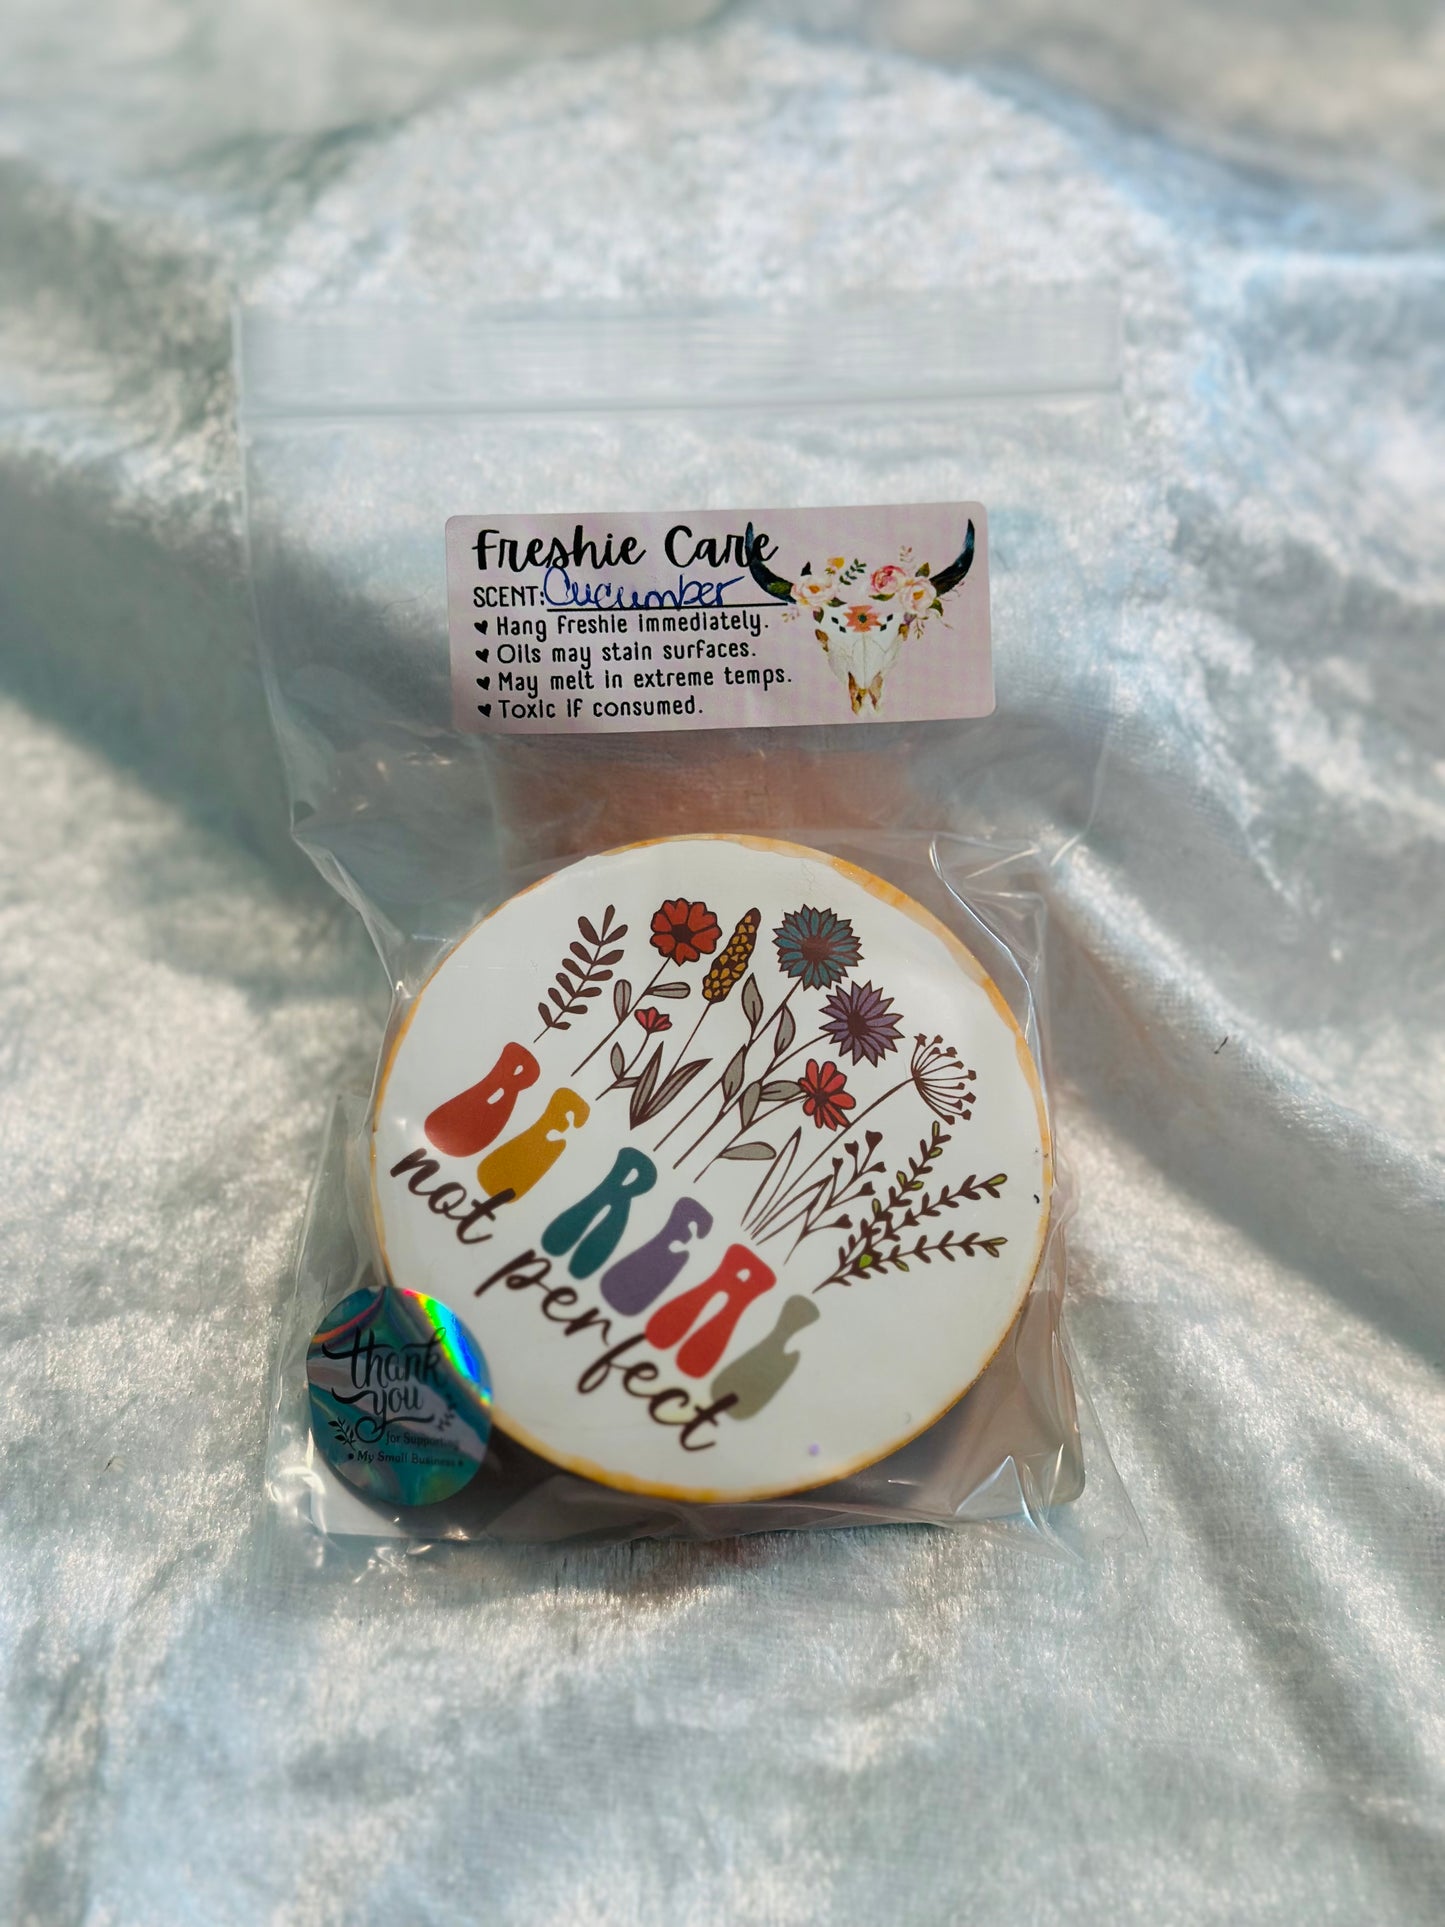 Freshie Care
SCENT: Cucumber
Hang freshie immediately.
Oils may stain surfaces.
May melt in extreme temps.
Toxic if consumed.
BE REAL
not perfect
thank
you
for Supporting
My Small Business